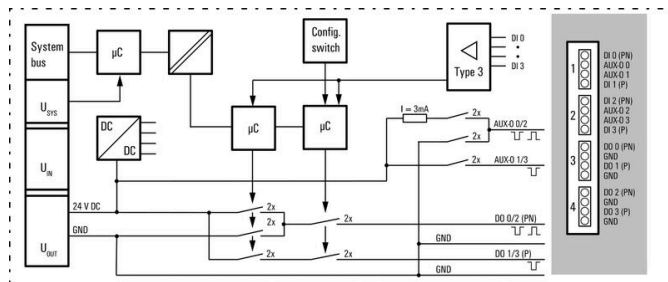 System
bus
µC
Config.
switch
Type 3
DI 0
DI 3
U SYS
DC
DC
µC
µC
I = 3mA
2x
AUX-O 0/2
2x
2x
AUX-O 1/3
U IN
24 V DC
2x
2x
2x
DO 0/2 (PN)
GND
U OUT
GND
2x
2x
DO 1/3 (P)
GND
1
DI 0 (PN)
AUX-O 0
AUX-O 1
DI 1 (P)
2
DI 2 (PN)
AUX-O 2
AUX-O 3
DI 3 (P)
3
DO 0 (PN)
GND
DO 1 (P)
GND
4
DO 2 (PN)
GND
DO 3 (P)
GND